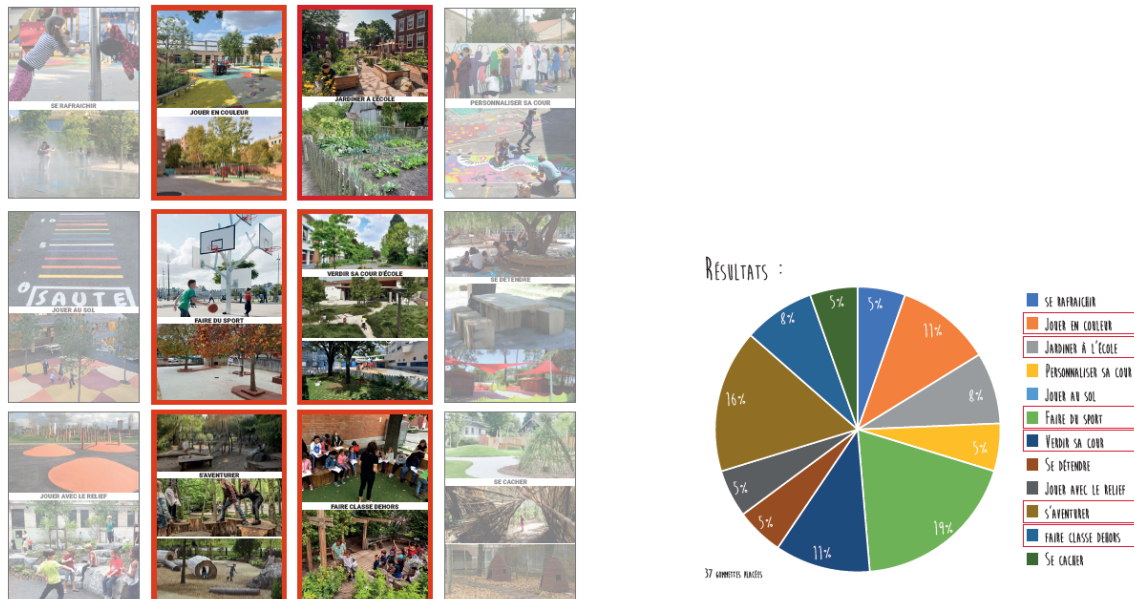 SE RAFRAICHIR
JOUER EN COULEUR
JARDINER A L'ÉCOLE
PERSONNALISER SA COUR
SAUTE
JOUER AU SOL
FAIRE DU SPORT
VERDIR SA COUR D'ÉCOLE
SE DÉTENDRE
JOUER AVEC LE RELIEF
S'AVENTURER
FAIRE CLASSE DEHORS
SE CACHER
RÉSULTATS :
5%
11%
8%
5%
19%
11%
5%
5%
16%
8%
5%
SE RAFRAICHIR
JOUER EN COULEUR
JARDINER À L'ÉCOLE
PERSONNALISER SA COUR
JOUER AU SOL
FAIRE DU SPORT
VERDIR SA COUR
SE DÉTENDRE
JOUER AVEC LE RELIEF
S'AVENTURER
FAIRE CLASSE DEHORS
SE CACHER
37 GOMMETTES PLACÉES